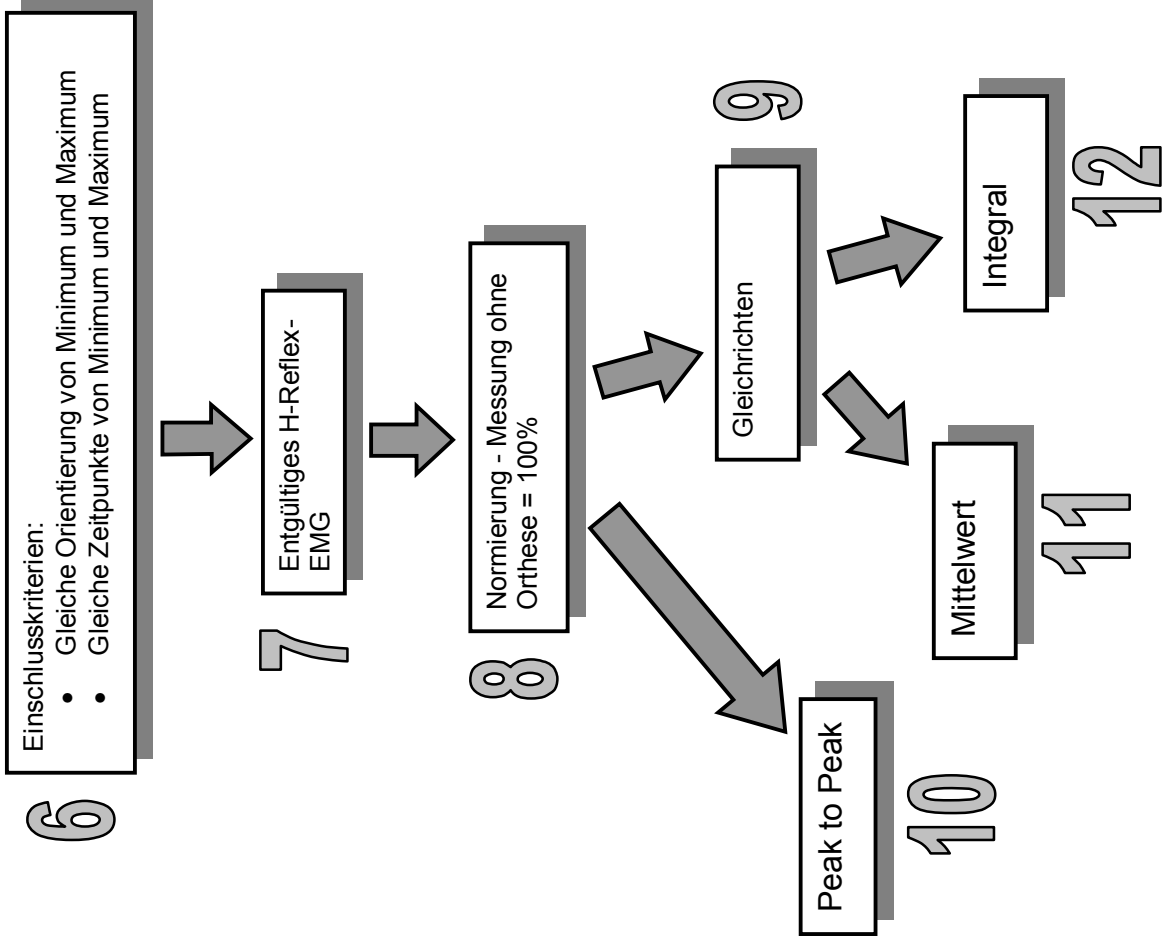 6
Einschlusskriterien:
• Gleiche Orientierung von Minimum und Maximum
• Gleiche Zeitpunkte von Minimum und Maximum
7
Entgültiges H-Reflex-
EMG
8
Normierung - Messung ohne
Orthese = 100%
Gleichrichten
9
Peak to Peak
10
Mittelwert
11
Integral
12